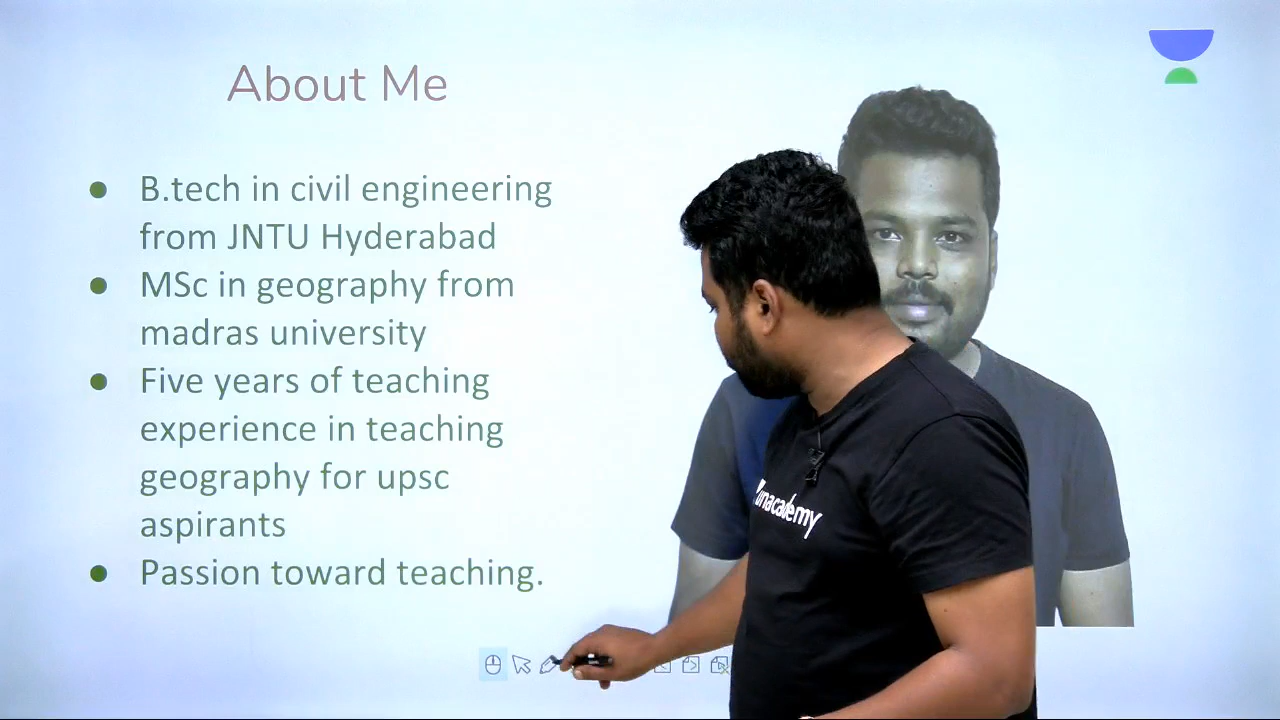 About Me
B.tech in civil engineering
from JNTU Hyderabad
MSc in geography from
madras university
Five years of teaching
experience in teaching
geography for upsc
aspirants
Passion toward teaching.
unacademy